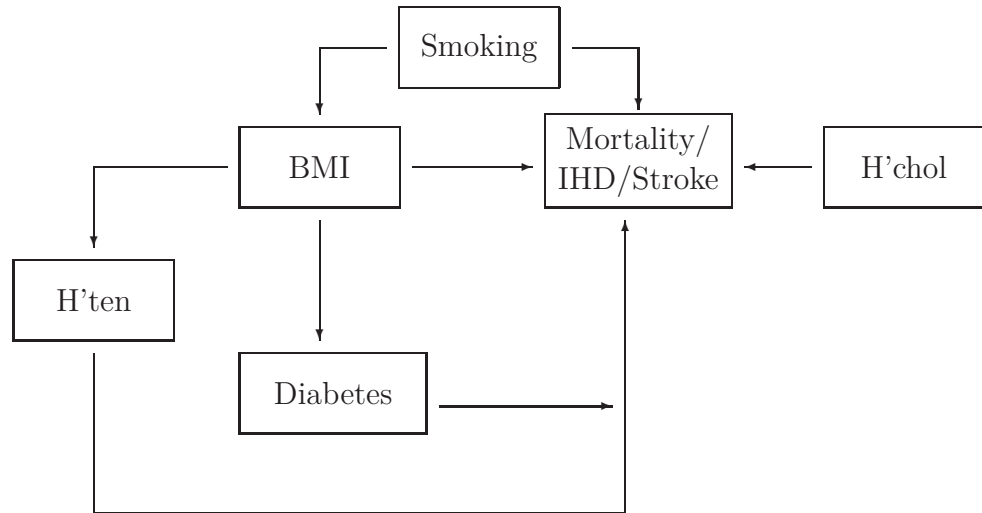 Smoking
BMI
Mortality/
IHD/Stroke
H'chol
H'ten
Diabetes